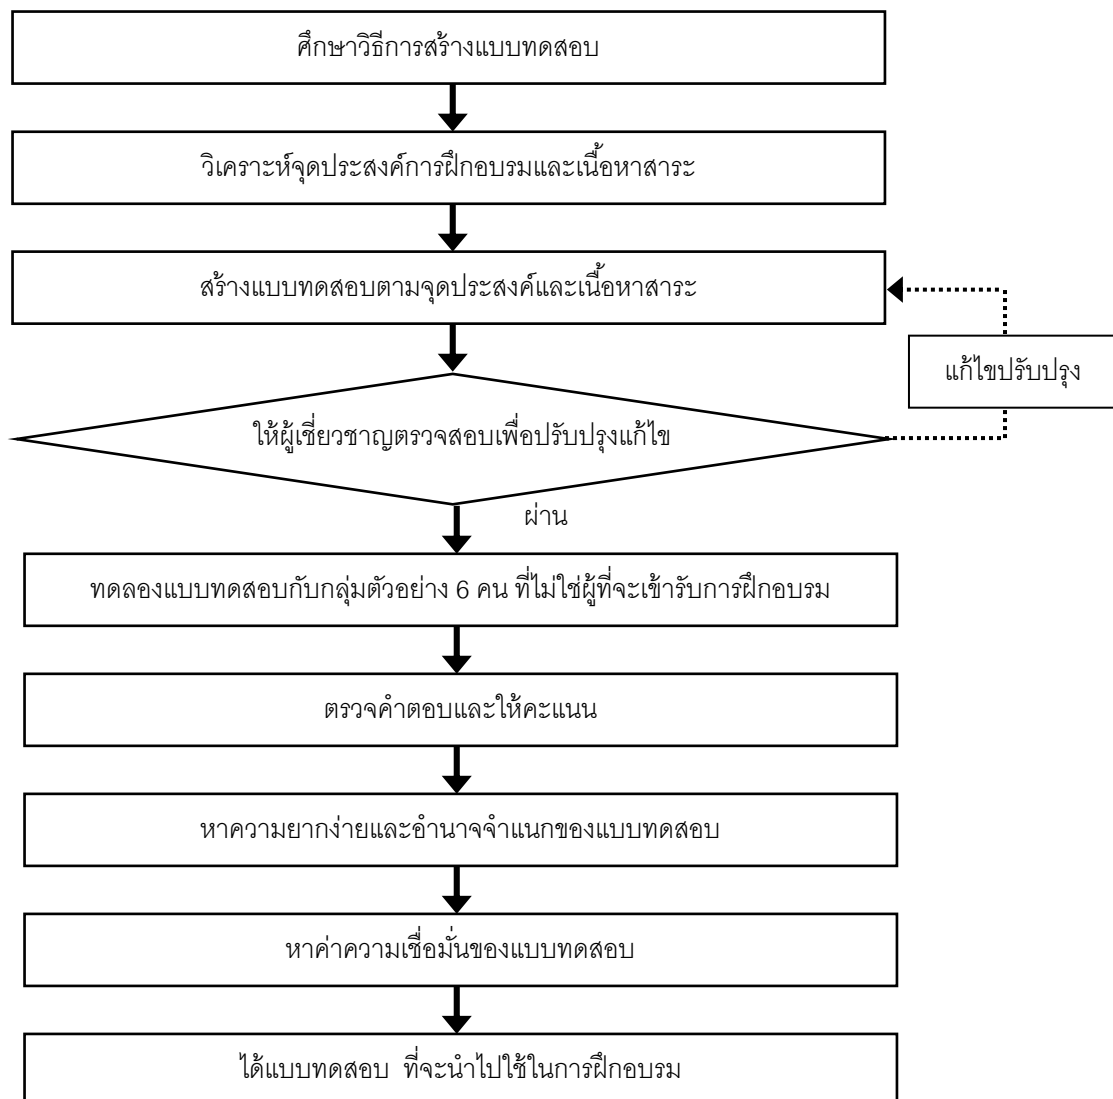 ศึกษาวิธีการสร้างแบบทดสอบ
วิเคราะห์จุดประสงค์การฝึกอบรมและเนื้อหาสาระ
สร้างแบบทดสอบตามจุดประสงค์และเนื้อหาสาระ
แก้ไขปรับปรุง
ให้ผู้เชี่ยวชาญตรวจสอบเพื่อปรับปรุงแก้ไข
ผ่าน
ทดลองแบบทดสอบกับกลุ่มตัวอย่าง 6 คน ที่ไม่ใช่ผู้ที่จะเข้ารับการฝึกอบรม
ตรวจคำตอบและให้คะแนน
หาความยากง่ายและอำนาจจำแนกของแบบทดสอบ
หาค่าความเชื่อมั่นของแบบทดสอบ
ได้แบบทดสอบ ที่จะนำไปใช้ในการฝึกอบรม